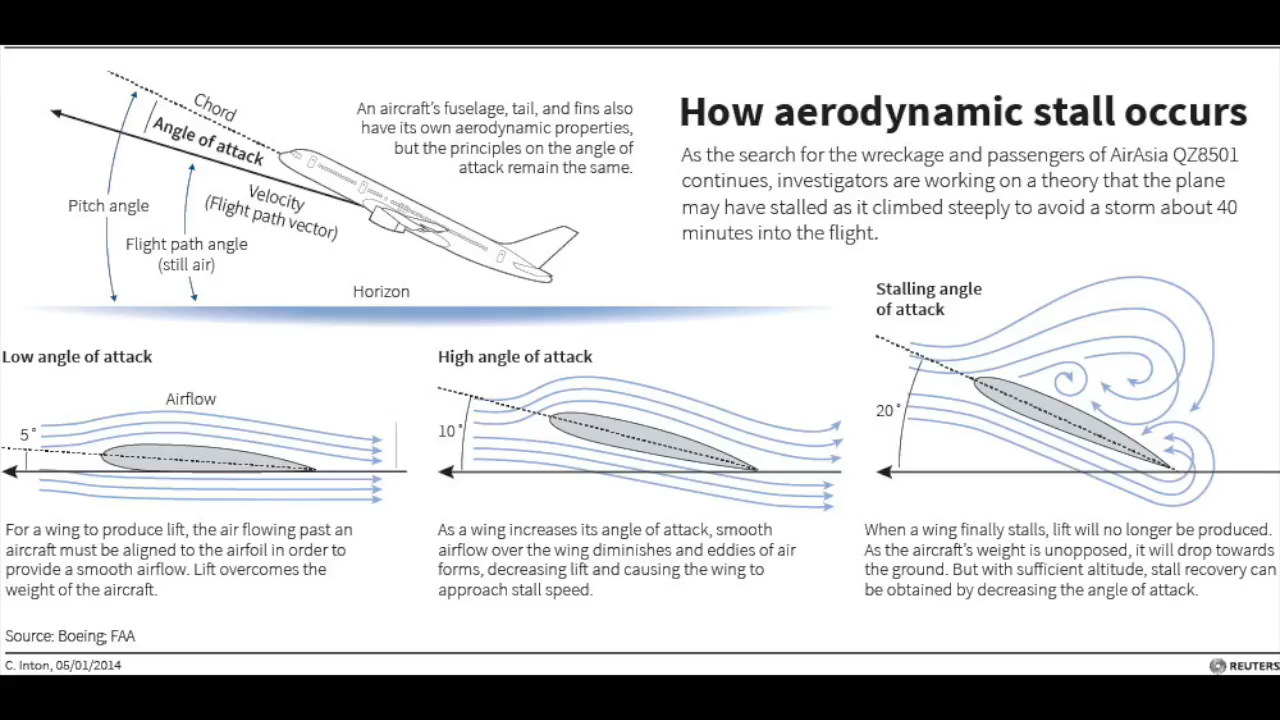 How aerodynamic stall occurs
As the search for the wreckage and passengers of AirAsia QZ8501
continues, investigators are working on a theory that the plane
may have stalled as it climbed steeply to avoid a storm about 40
minutes into the flight.
An aircraft's fuselage, tail, and fins also
have its own aerodynamic properties,
but the principles on the angle of
attack remain the same.
Chord
Angle of attack
Velocity
(Flight path vector)
Pitch angle
Flight path angle
(still air)
Horizon
Low angle of attack
Airflow
5°
For a wing to produce lift, the air flowing past an
aircraft must be aligned to the airfoil in order to
provide a smooth airflow. Lift overcomes the
weight of the aircraft.
High angle of attack
10°
As a wing increases its angle of attack, smooth
airflow over the wing diminishes and eddies of air
forms, decreasing lift and causing the wing to
approach stall speed.
Stalling angle
of attack
20°
When a wing finally stalls, lift will no longer be produced.
As the aircraft's weight is unopposed, it will drop towards
the ground. But with sufficient altitude, stall recovery can
be obtained by decreasing the angle of attack.
Source: Boeing; FAA
C. Inton, 05/01/2014
REUTERS